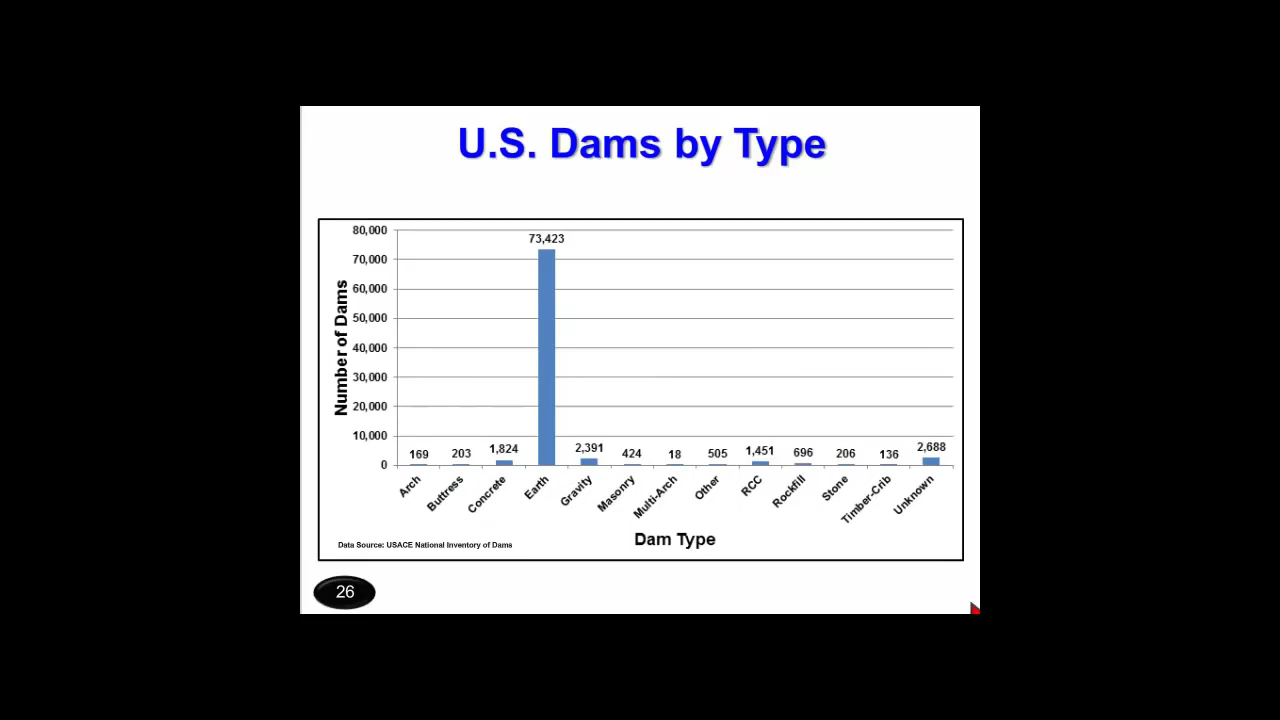 U.S. Dams by Type
Number of Dams
80,000
70,000
60,000
50,000
40,000
30,000
20,000
10,000
0
169
203
1,824
73,423
2,391
424
18
505
1,451
696
206
136
2,688
Arch
Buttress
Concrete
Earth
Gravity
Masonry
Multi-Arch
Other
RCC
Rockfill
Stone
Timber-Crib
Unknown
Dam Type
Data Source: USACE National Inventory of Dams
26